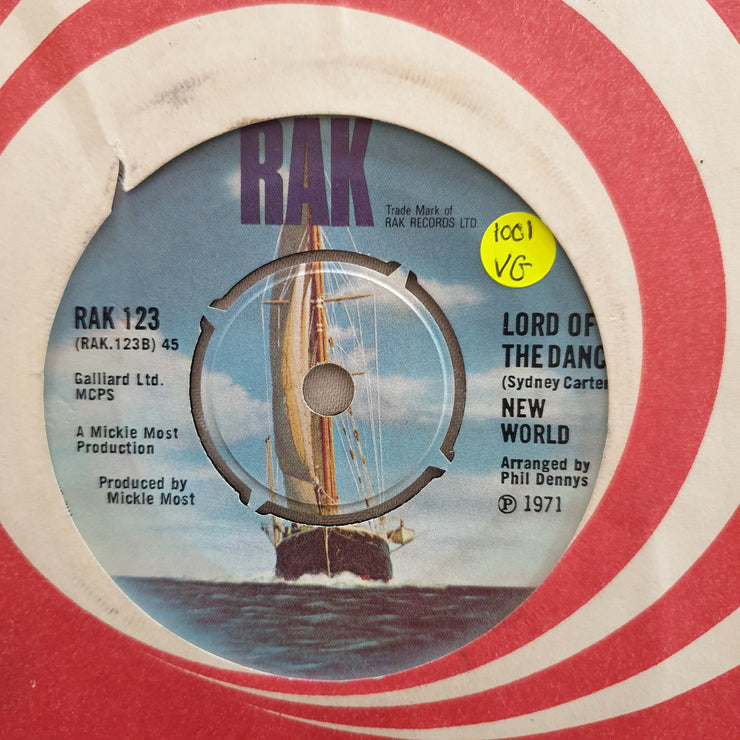 RAK
Trade Mark of
RAK RECORDS LTD.
1001
VG
RAK 123
(RAK.123B) 45
Galliard Ltd.
MCPS
A Mickie Most
Production
Produced by
Mickie Most
LORD OF
THE DANC
(Sydney Carter
NEW
WORLD
Arranged by
Phil Dennys
℗ 1971